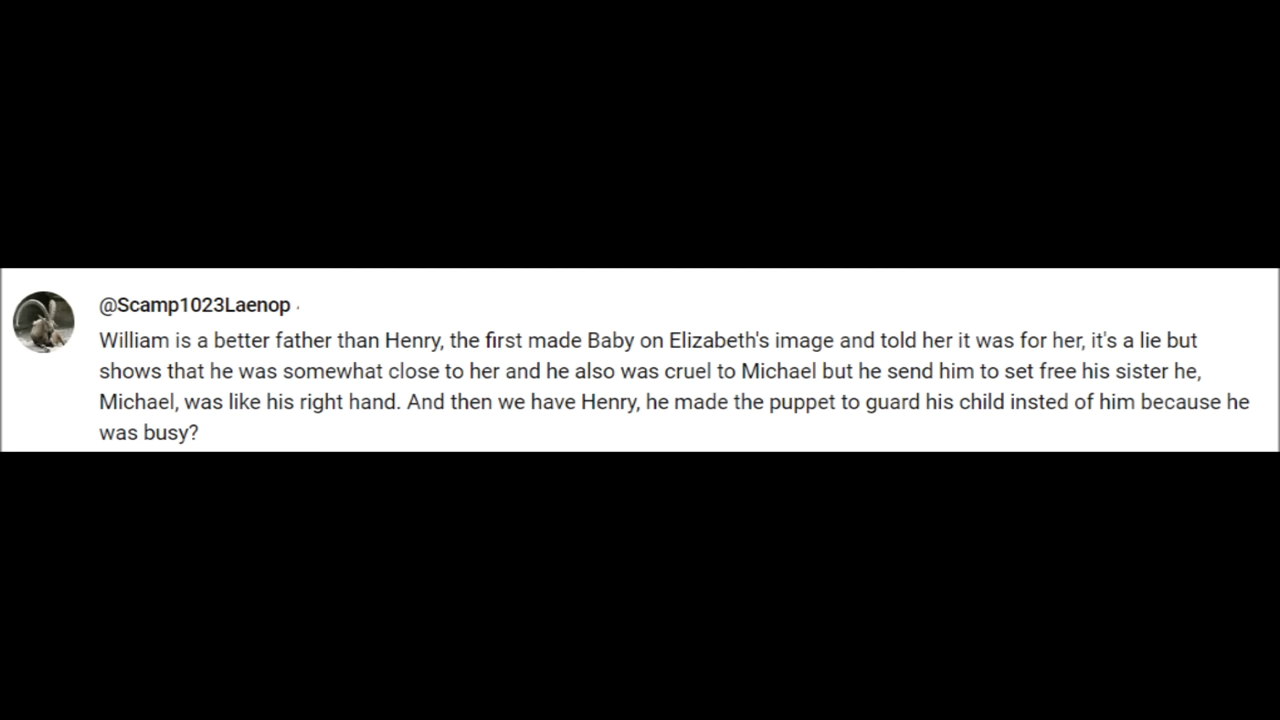 @Scamp1023Laenop
William is a better father than Henry, the first made Baby on Elizabeth's image and told her it was for her, it's a lie but
shows that he was somewhat close to her and he also was cruel to Michael but he send him to set free his sister he,
Michael, was like his right hand. And then we have Henry, he made the puppet to guard his child insted of him because he
was busy?